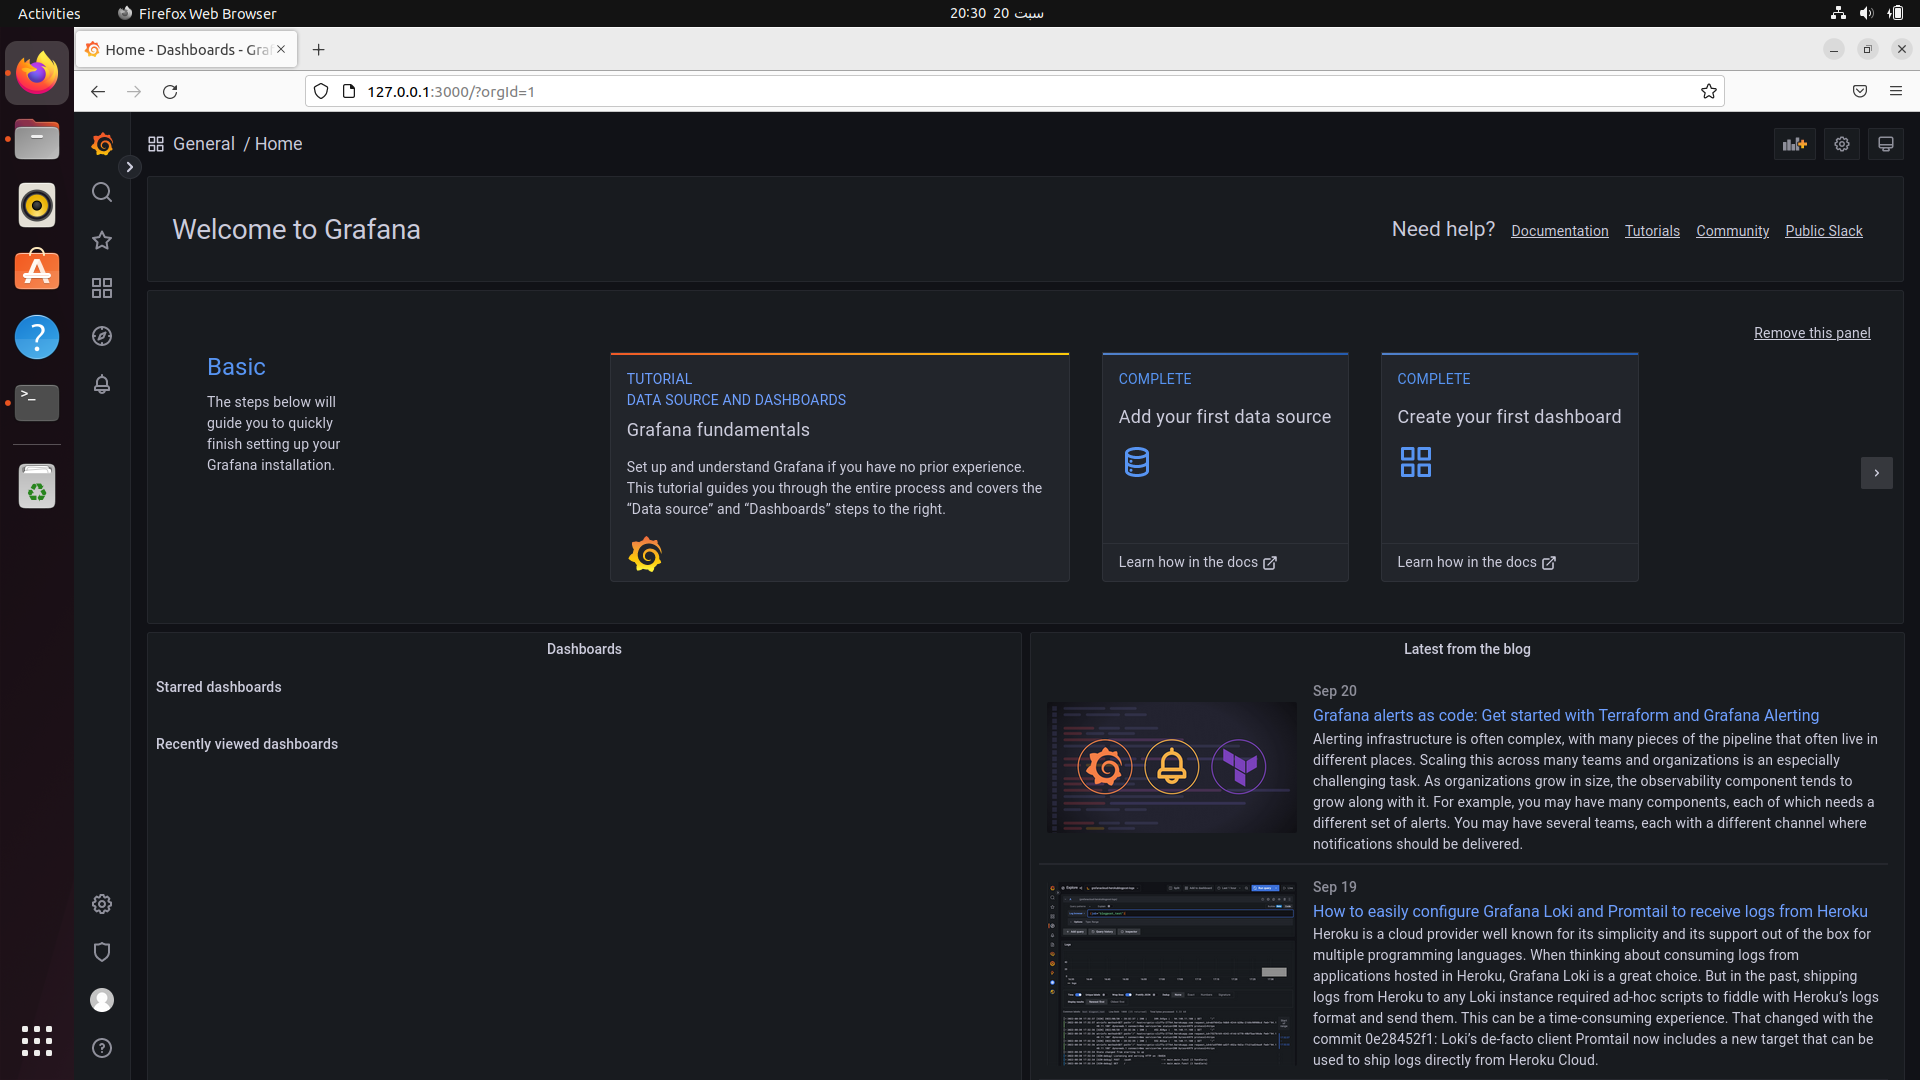 Activities
Firefox Web Browser
20:30 20 سبت
Home - Dashboards - Graf
127.0.0.1:3000/?orgId=1
General / Home
Welcome to Grafana
Need help? Documentation Tutorials Community Public Slack
Remove this panel
Basic
The steps below will
guide you to quickly
finish setting up your
Grafana installation.
TUTORIAL
DATA SOURCE AND DASHBOARDS
Grafana fundamentals
Set up and understand Grafana if you have no prior experience.
This tutorial guides you through the entire process and covers the
“Data source” and “Dashboards” steps to the right.
COMPLETE
Add your first data source
Learn how in the docs
COMPLETE
Create your first dashboard
Learn how in the docs
Dashboards
Starred dashboards
Recently viewed dashboards
Latest from the blog
Sep 20
Grafana alerts as code: Get started with Terraform and Grafana Alerting
Alerting infrastructure is often complex, with many pieces of the pipeline that often live in
different places. Scaling this across many teams and organizations is an especially
challenging task. As organizations grow in size, the observability component tends to
grow along with it. For example, you may have many components, each of which needs a
different set of alerts. You may have several teams, each with a different channel where
notifications should be delivered.
Sep 19
How to easily configure Grafana Loki and Promtail to receive logs from Heroku
Heroku is a cloud provider well known for its simplicity and its support out of the box for
multiple programming languages. When thinking about consuming logs from
applications hosted in Heroku, Grafana Loki is a great choice. But in the past, shipping
logs from Heroku to any Loki instance required ad-hoc scripts to fiddle with Heroku’s logs
format and send them. This can be a time-consuming experience. That changed with the
commit 0e28452f1: Loki’s de-facto client Promtail now includes a new target that can be
used to ship logs directly from Heroku Cloud.